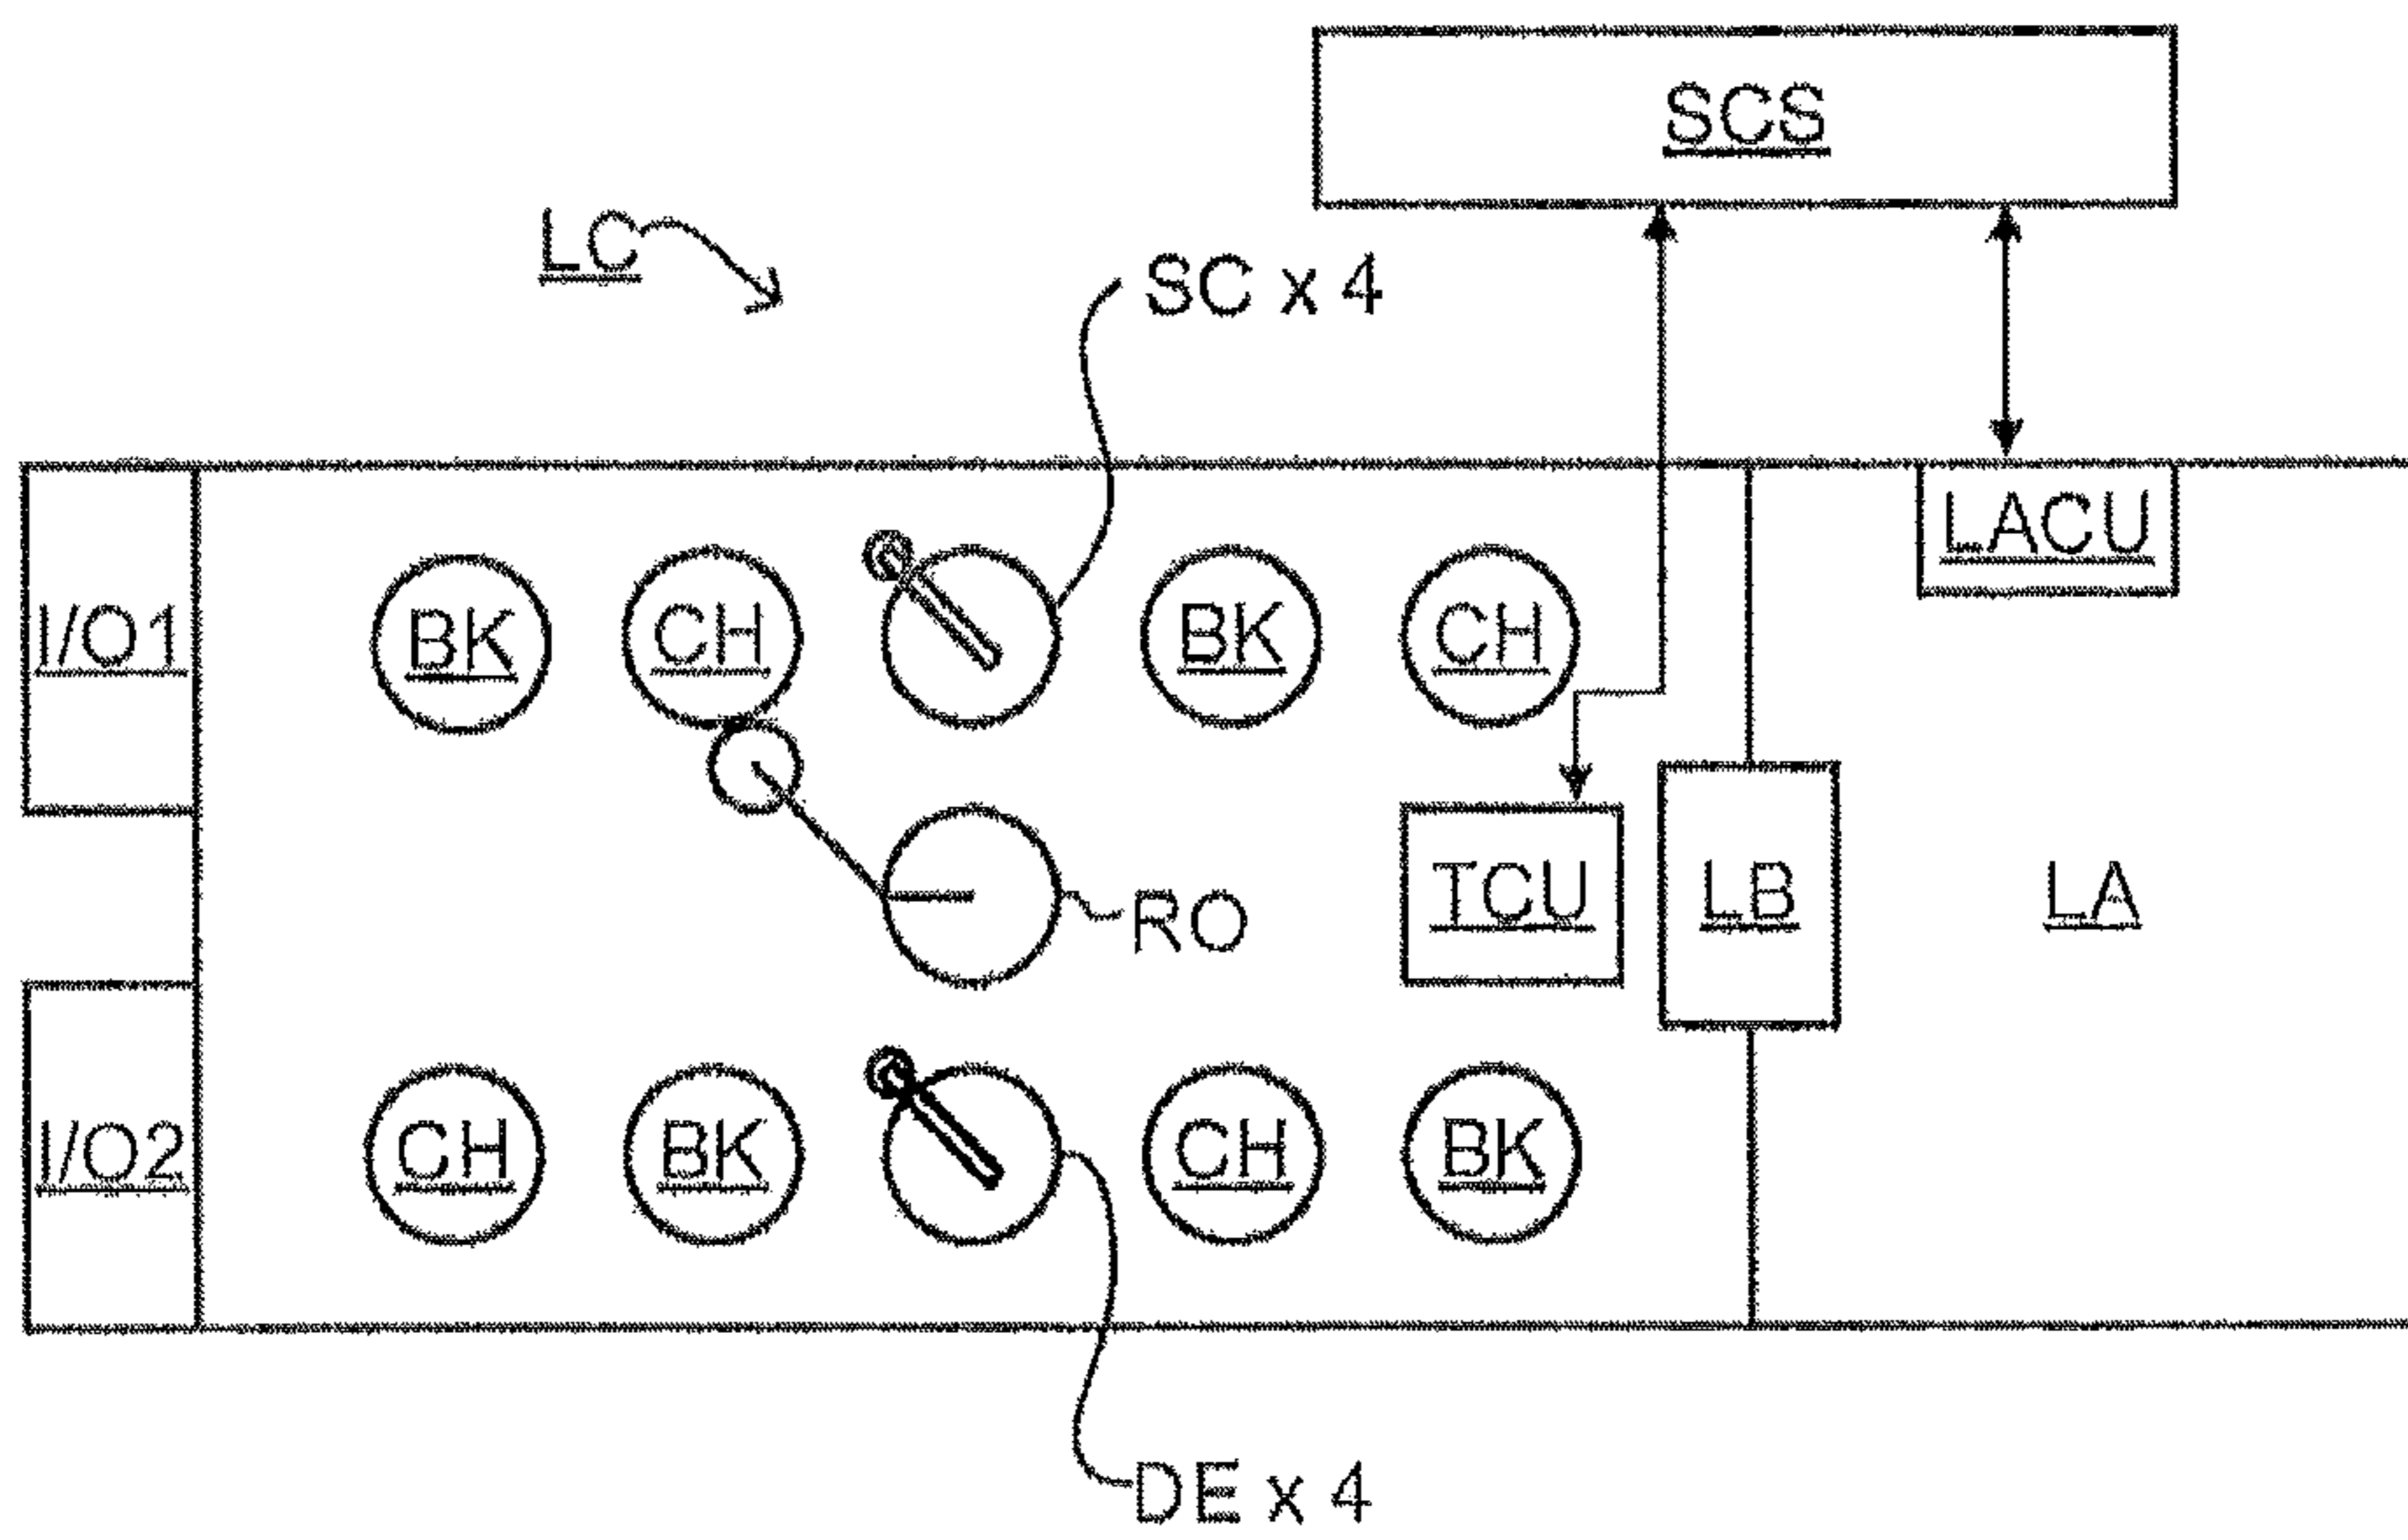 SCS
LC
SC x 4
LACU
I/O1
BK
CH
BK
CH
TCU
LB
LA
RO
I/O2
CH
BK
CH
BK
DE x 4